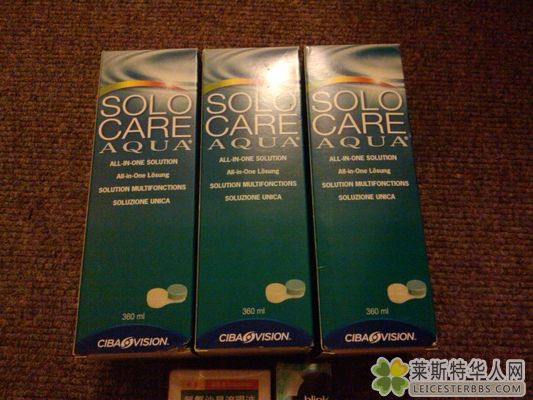 SOLO
CARE
AQUA®
ALL-IN-ONE SOLUTION
All-in-One Lösung
SOLUTION MULTIFONCTIONS
SOLUZIONE UNICA
360 ml
CIBA VISION.
SOLO
CARE
AQUA®
ALL-IN-ONE SOLUTION
All-in-One Lösung
SOLUTION MULTIFONCTIONS
SOLUZIONE UNICA
360 ml
CIBA VISION.
SOLO
CARE
AQUA®
ALL-IN-ONE SOLUTION
All-in-One Lösung
SOLUTION MULTIFONCTIONS
SOLUZIONE UNICA
360 ml
CIBA VISION.
blink
莱斯特华人网
LEICESTERBBS.COM